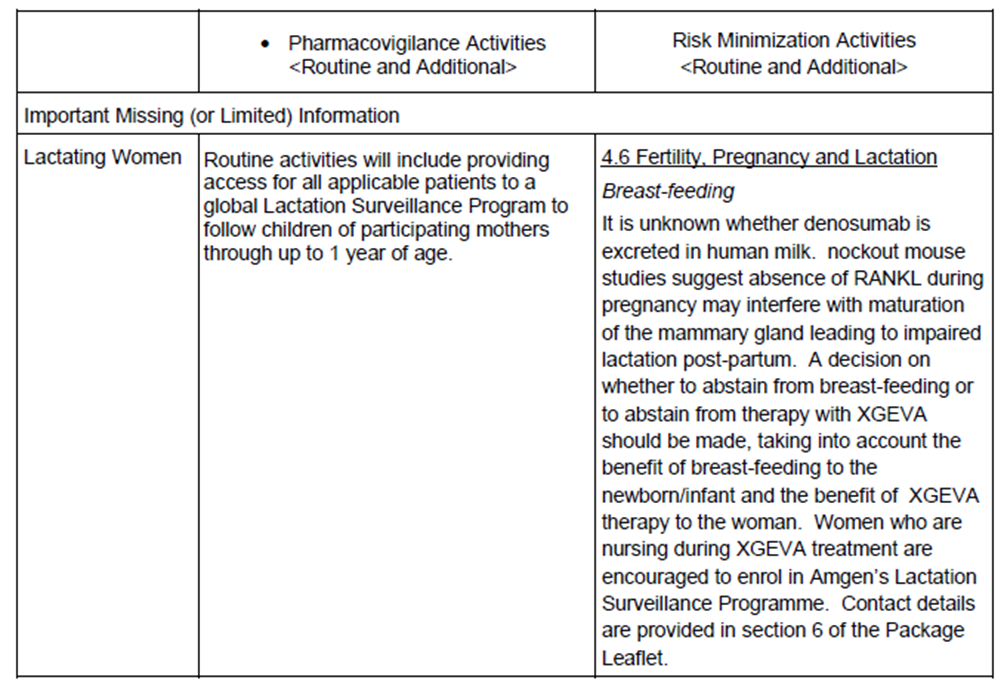 • Pharmacovigilance Activities
<Routine and Additional>
Risk Minimization Activities
<Routine and Additional>
Important Missing (or Limited) Information
Lactating Women
Routine activities will include providing
access for all applicable patients to a
global Lactation Surveillance Program to
follow children of participating mothers
through up to 1 year of age.
4.6 Fertility, Pregnancy and Lactation
Breast-feeding
It is unknown whether denosumab is
excreted in human milk.  nockout mouse
studies suggest absence of RANKL during
pregnancy may interfere with maturation
of the mammary gland leading to impaired
lactation post-partum.  A decision on
whether to abstain from breast-feeding or
to abstain from therapy with XGEVA
should be made, taking into account the
benefit of breast-feeding to the
newborn/infant and the benefit of  XGEVA
therapy to the woman.  Women who are
nursing during XGEVA treatment are
encouraged to enrol in Amgen's Lactation
Surveillance Programme.  Contact details
are provided in section 6 of the Package
Leaflet.